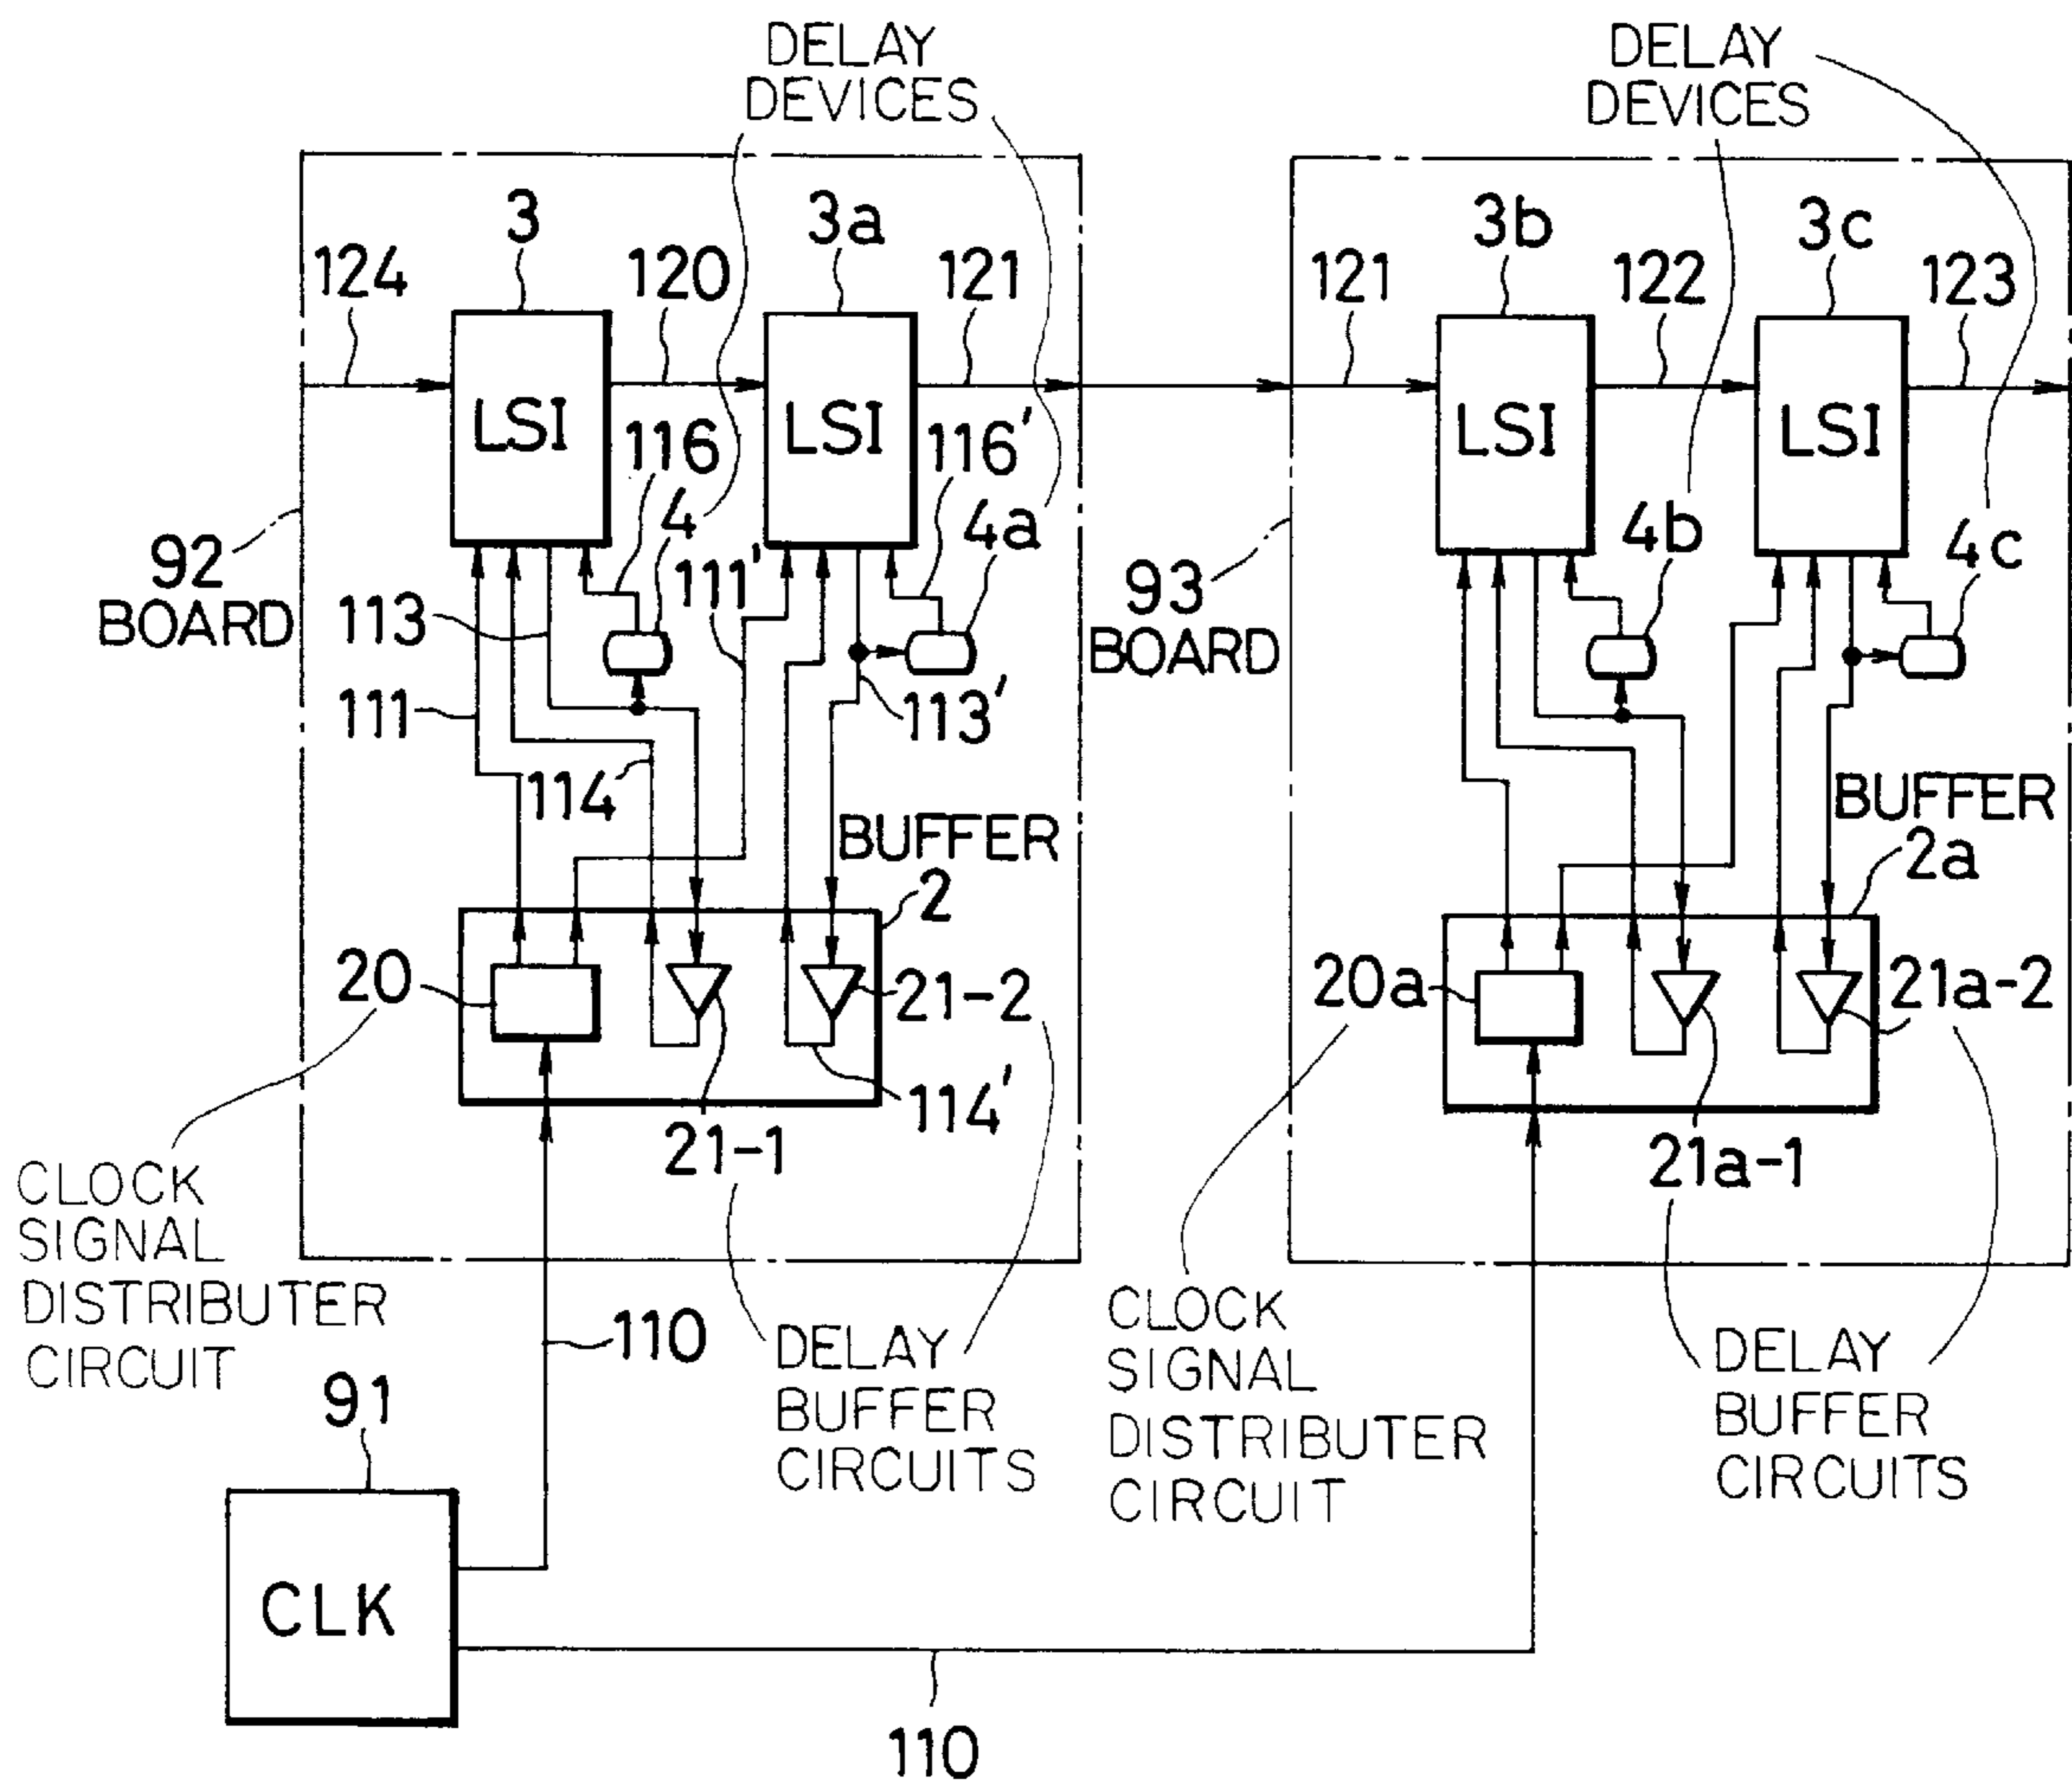 DELAY
DEVICES
DELAY
DEVICES
3
3a
3b
3c
124
120
121
121
122
123
LSI
LSI
LSI
LSI
116
116'
4
4a
4b
4c
92
BOARD
111'
93
BOARD
113
111
113'
114
BUFFER
2
BUFFER
2a
20
21-2
20a
21a-2
114'
21-1
21a-1
CLOCK
SIGNAL
DISTRIBUTER
CIRCUIT
110
DELAY
BUFFER
CIRCUITS
CLOCK
SIGNAL
DISTRIBUTER
CIRCUIT
DELAY
BUFFER
CIRCUITS
91
CLK
110